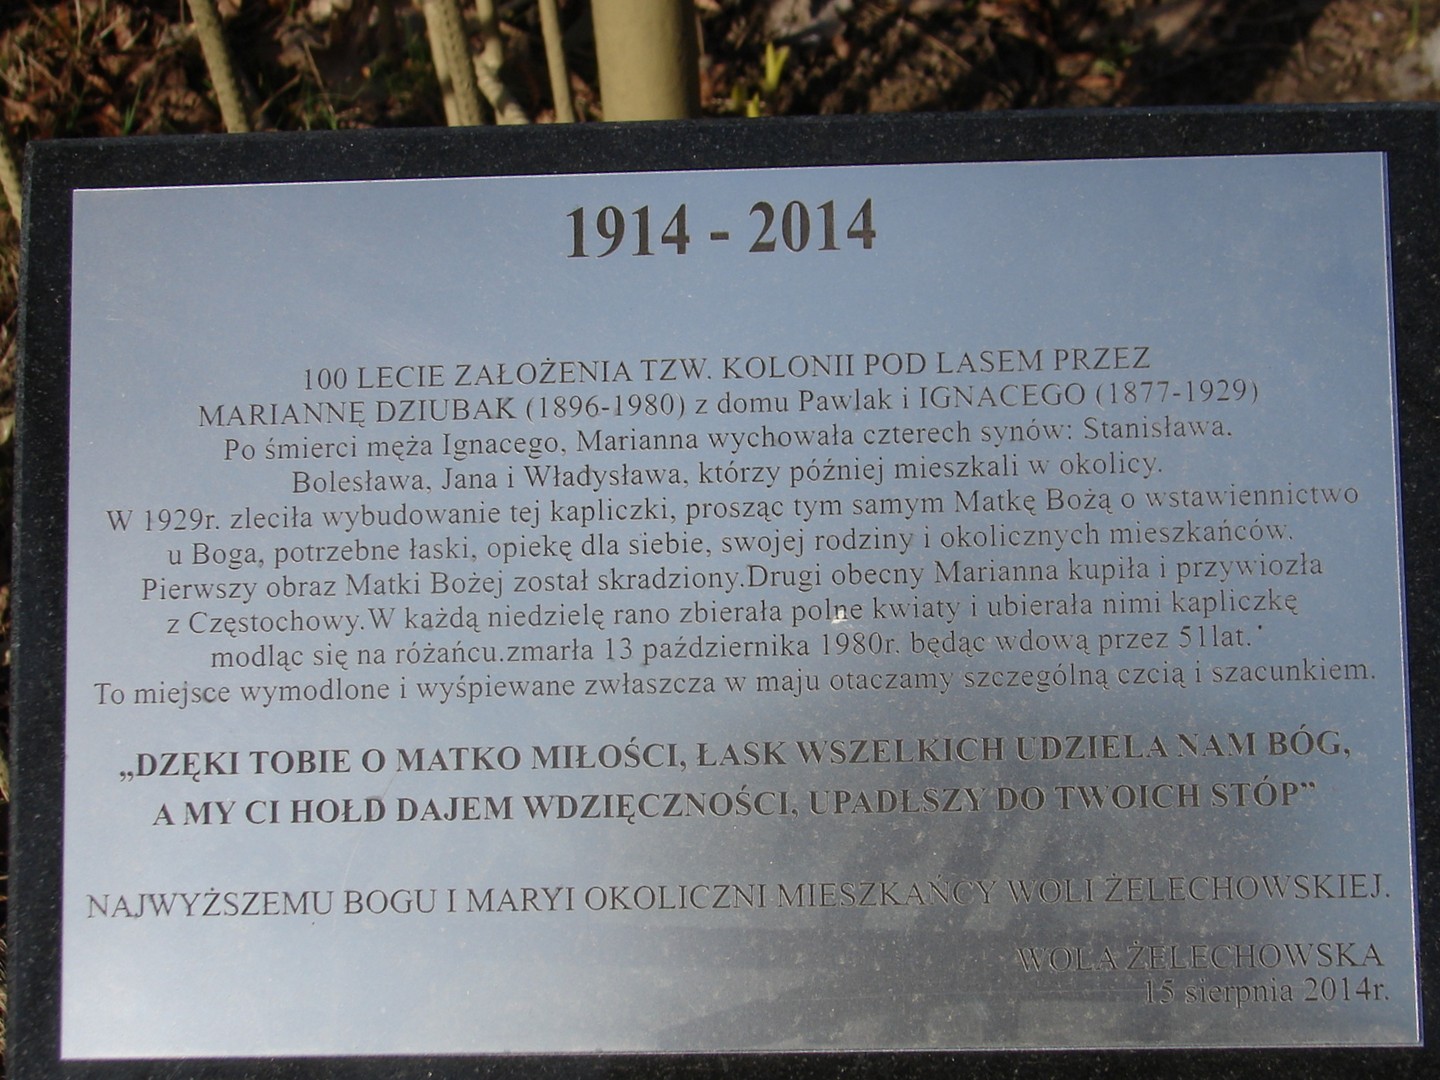 1914 - 2014
100 LECIE ZAŁOŻENIA TZW. KOLONII POD LASEM PRZEZ
MARIANNĘ DZIUBAK (1896-1980) z domu Pawlak i IGNACEGO (1877-1929)
Po śmierci męża Ignacego, Marianna wychowała czterech synów: Stanisława.
Bolesława, Jana i Władysława, którzy później mieszkali w okolicy.
W 1929r. zleciła wybudowanie tej kapliczki, prosząc tym samym Matkę Bożą o wstawiennictwo
u Boga, potrzebne łaski, opiekę dla siebie, swojej rodziny i okolicznych mieszkańców.
Pierwszy obraz Matki Bożej został skradziony.Drugi obecny Marianna kupiła i przywiozła
z Częstochowy.W każdą niedzielę rano zbierała polne kwiaty i ubierała nimi kapliczkę
modląc się na różańcu.zmarła 13 października 1980r. będąc wdową przez 51lat.
To miejsce wymodlone i wyśpiewane zwłaszcza w maju otaczamy szczególną czcią i szacunkiem.
„DZĘKI TOBIE O MATKO MIŁOŚCI, ŁASK WSZELKICH UDZIELA NAM BÓG,
A MY CI HOŁD DAJEM WDZIĘCZNOŚCI, UPADŁSZY DO TWOICH STÓP”
NAJWYŻSZEMU BOGU I MARYI OKOLICZNI MIESZKAŃCY WOLI ŻELECHOWSKIEJ.
WOLA ŻELECHOWSKA
15 sierpnia 2014r.